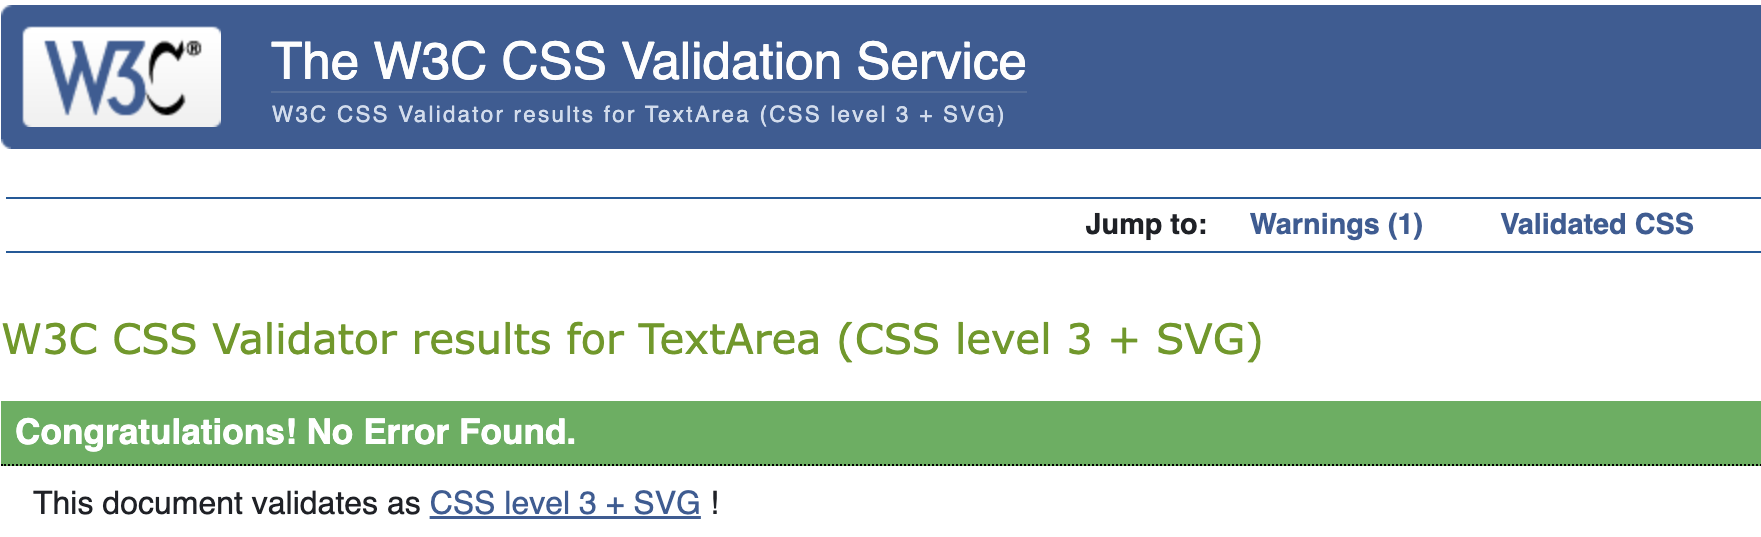 W3C®
The W3C CSS Validation Service
W3C CSS Validator results for TextArea (CSS level 3 + SVG)
Jump to: Warnings (1) Validated CSS
W3C CSS Validator results for TextArea (CSS level 3 + SVG)
Congratulations! No Error Found.
This document validates as CSS level 3 + SVG !